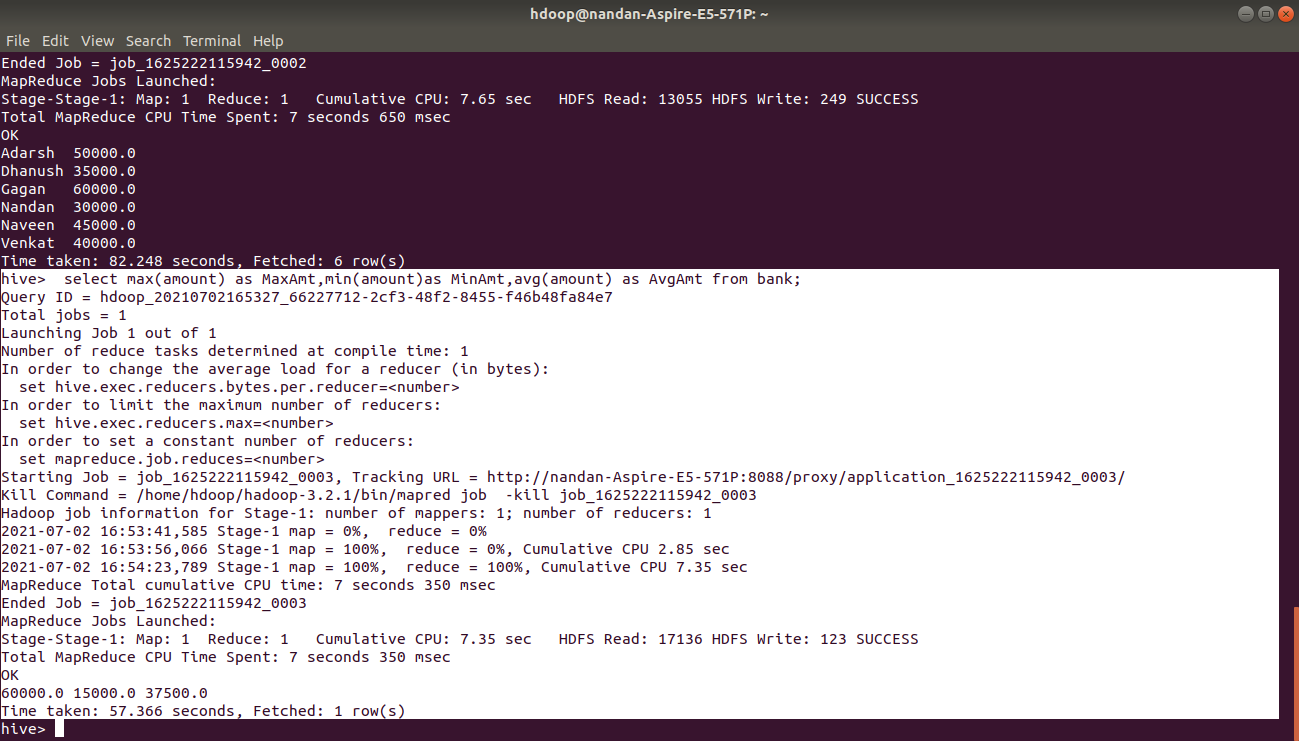 hdoop@nandan-Aspire-E5-571P: ~
File Edit View Search Terminal Help
Ended Job = job_1625222115942_0002
MapReduce Jobs Launched:
Stage-Stage-1: Map: 1  Reduce: 1   Cumulative CPU: 7.65 sec   HDFS Read: 13055 HDFS Write: 249 SUCCESS
Total MapReduce CPU Time Spent: 7 seconds 650 msec
OK
Adarsh  50000.0
Dhanush 35000.0
Gagan   60000.0
Nandan  30000.0
Naveen  45000.0
Venkat  40000.0
Time taken: 82.248 seconds, Fetched: 6 row(s)
hive>  select max(amount) as MaxAmt,min(amount)as MinAmt,avg(amount) as AvgAmt from bank;
Query ID = hdoop_20210702165327_66227712-2cf3-48f2-8455-f46b48fa84e7
Total jobs = 1
Launching Job 1 out of 1
Number of reduce tasks determined at compile time: 1
In order to change the average load for a reducer (in bytes):
  set hive.exec.reducers.bytes.per.reducer=<number>
In order to limit the maximum number of reducers:
  set hive.exec.reducers.max=<number>
In order to set a constant number of reducers:
  set mapreduce.job.reduces=<number>
Starting Job = job_1625222115942_0003, Tracking URL = http://nandan-Aspire-E5-571P:8088/proxy/application_1625222115942_0003/
Kill Command = /home/hdoop/hadoop-3.2.1/bin/mapred job  -kill job_1625222115942_0003
Hadoop job information for Stage-1: number of mappers: 1; number of reducers: 1
2021-07-02 16:53:41,585 Stage-1 map = 0%,  reduce = 0%
2021-07-02 16:53:56,066 Stage-1 map = 100%,  reduce = 0%, Cumulative CPU 2.85 sec
2021-07-02 16:54:23,789 Stage-1 map = 100%,  reduce = 100%, Cumulative CPU 7.35 sec
MapReduce Total cumulative CPU time: 7 seconds 350 msec
Ended Job = job_1625222115942_0003
MapReduce Jobs Launched:
Stage-Stage-1: Map: 1  Reduce: 1   Cumulative CPU: 7.35 sec   HDFS Read: 17136 HDFS Write: 123 SUCCESS
Total MapReduce CPU Time Spent: 7 seconds 350 msec
OK
60000.0 15000.0 37500.0
Time taken: 57.366 seconds, Fetched: 1 row(s)
hive>